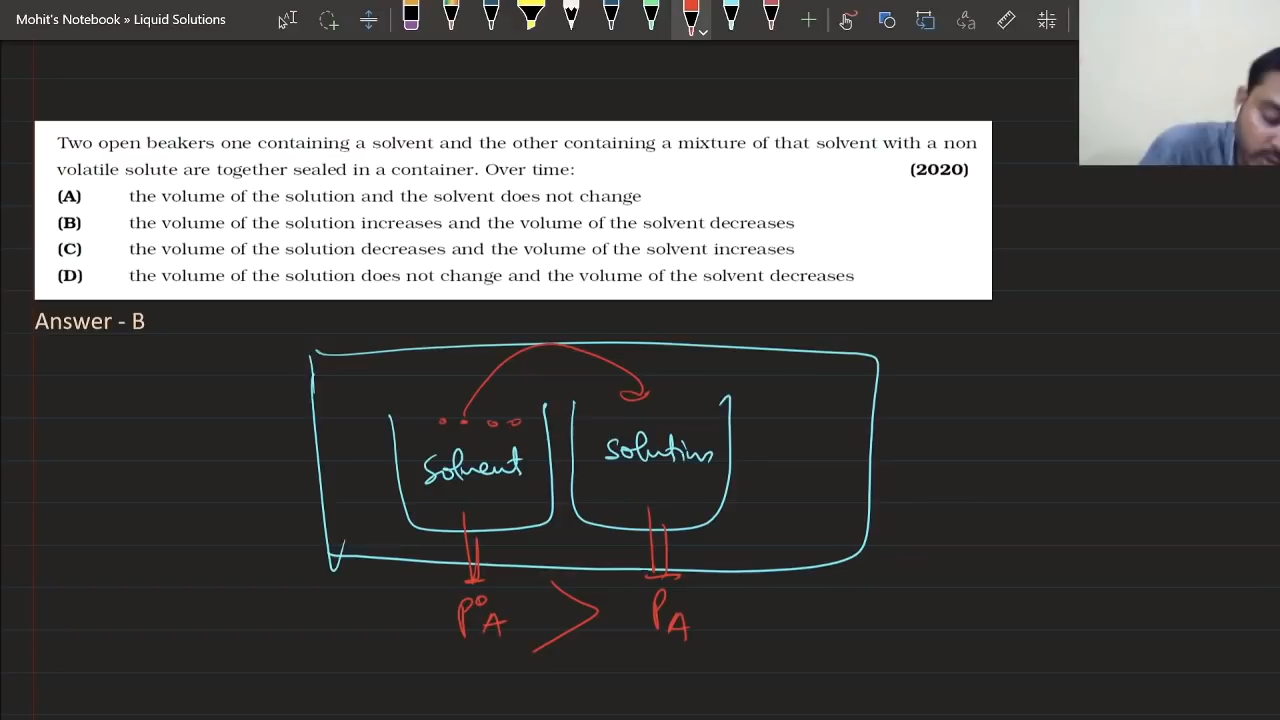 Mohit's Notebook » Liquid Solutions
Two open beakers one containing a solvent and the other containing a mixture of that solvent with a non
volatile solute are together sealed in a container. Over time: (2020)
(A) the volume of the solution and the solvent does not change
(B) the volume of the solution increases and the volume of the solvent decreases
(C) the volume of the solution decreases and the volume of the solvent increases
(D) the volume of the solution does not change and the volume of the solvent decreases
Answer - B
solvent solution
P°A > PA